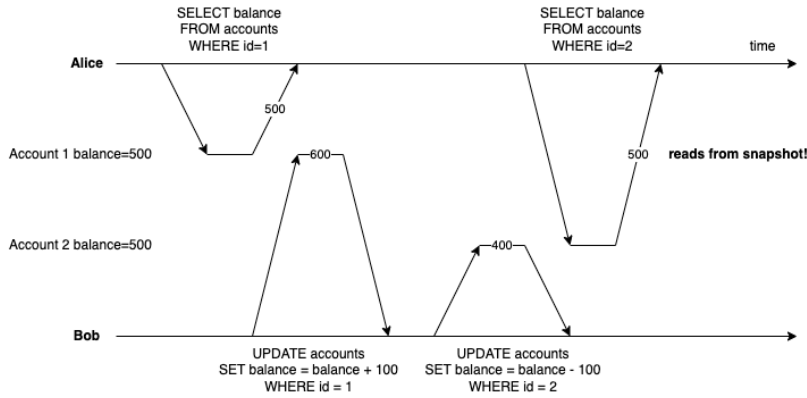 SELECT balance
FROM accounts
WHERE id=1
SELECT balance
FROM accounts
WHERE id=2
time
Alice
500
Account 1 balance=500
600
500
reads from snapshot!
Account 2 balance=500
400
Bob
UPDATE accounts
SET balance = balance + 100
WHERE id = 1
UPDATE accounts
SET balance = balance - 100
WHERE id = 2